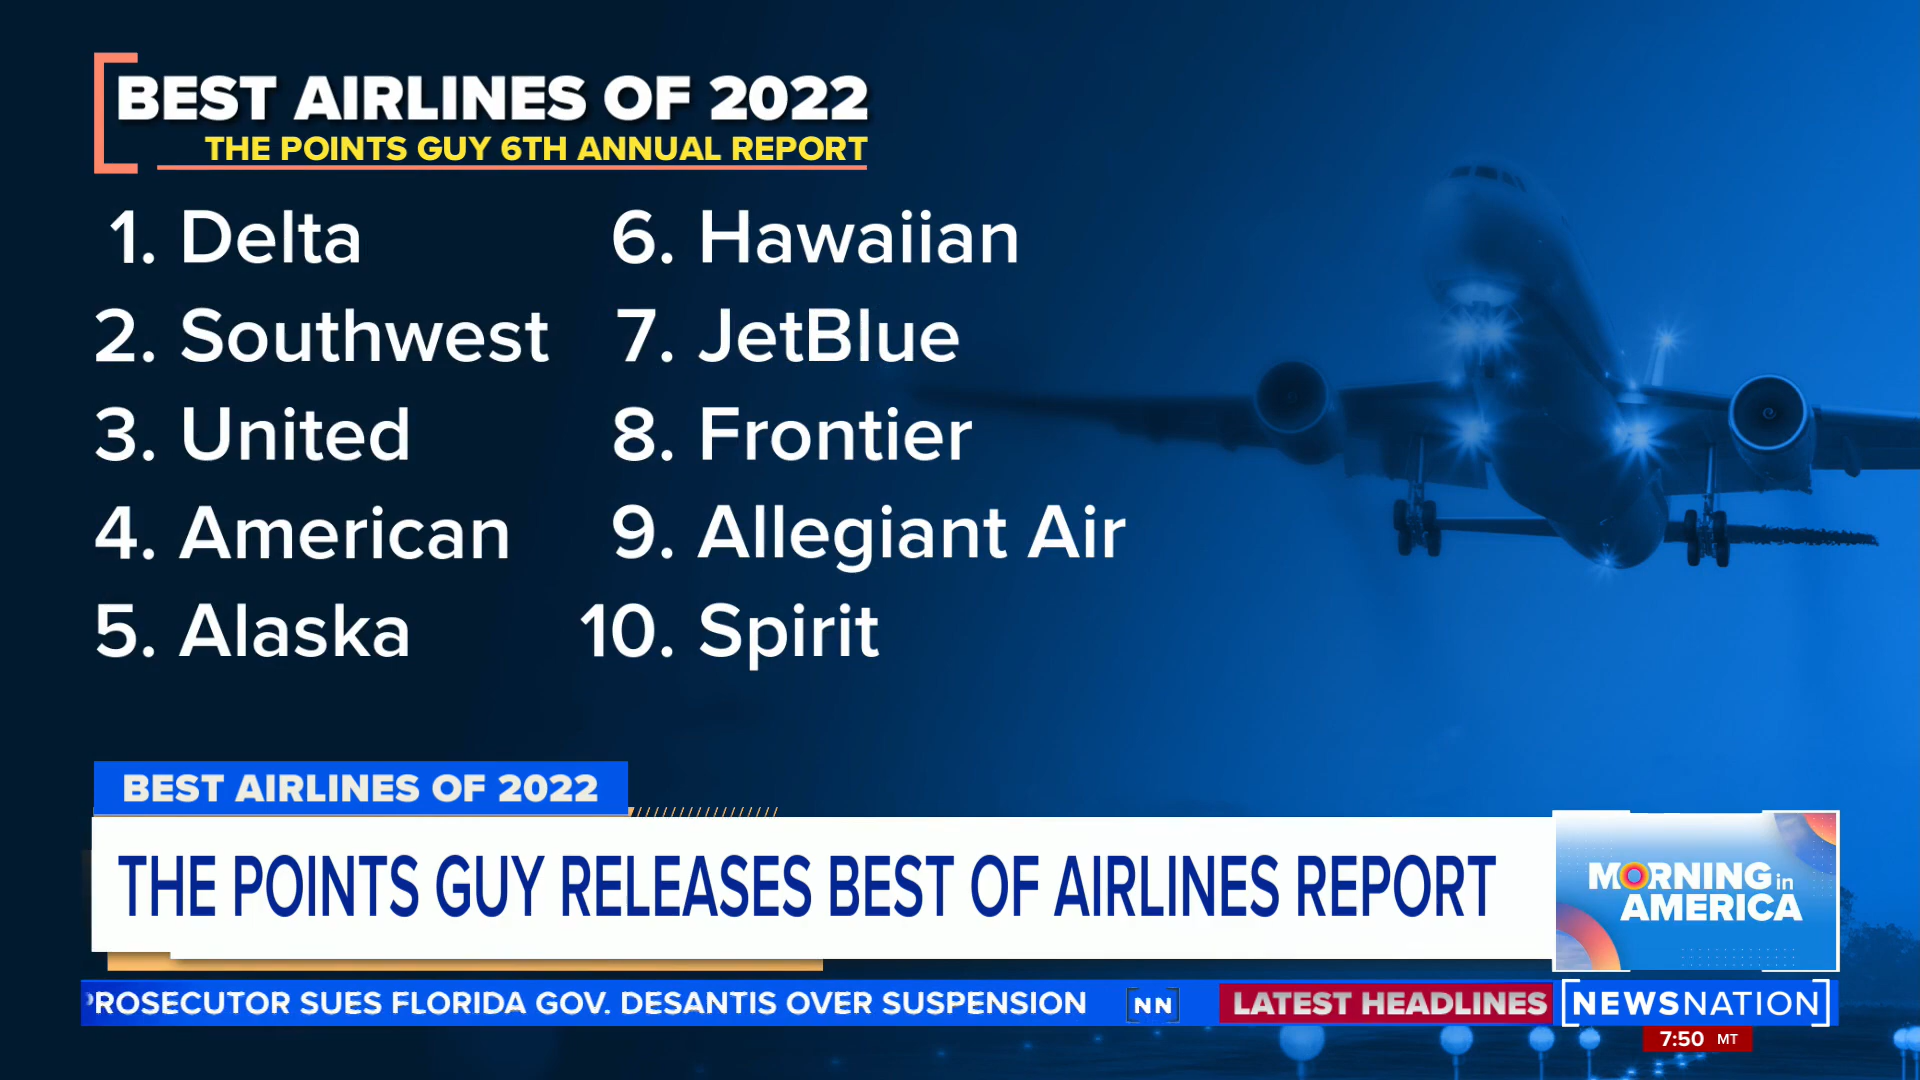 BEST AIRLINES OF 2022
THE POINTS GUY 6TH ANNUAL REPORT
1. Delta
2. Southwest
3. United
4. American
5. Alaska
6. Hawaiian
7. JetBlue
8. Frontier
9. Allegiant Air
10. Spirit
BEST AIRLINES OF 2022
THE POINTS GUY RELEASES BEST OF AIRLINES REPORT
MORNING in
AMERICA
PROSECUTOR SUES FLORIDA GOV. DESANTIS OVER SUSPENSION [NN] LATEST HEADLINES [NEWSNATION]
7:50 MT